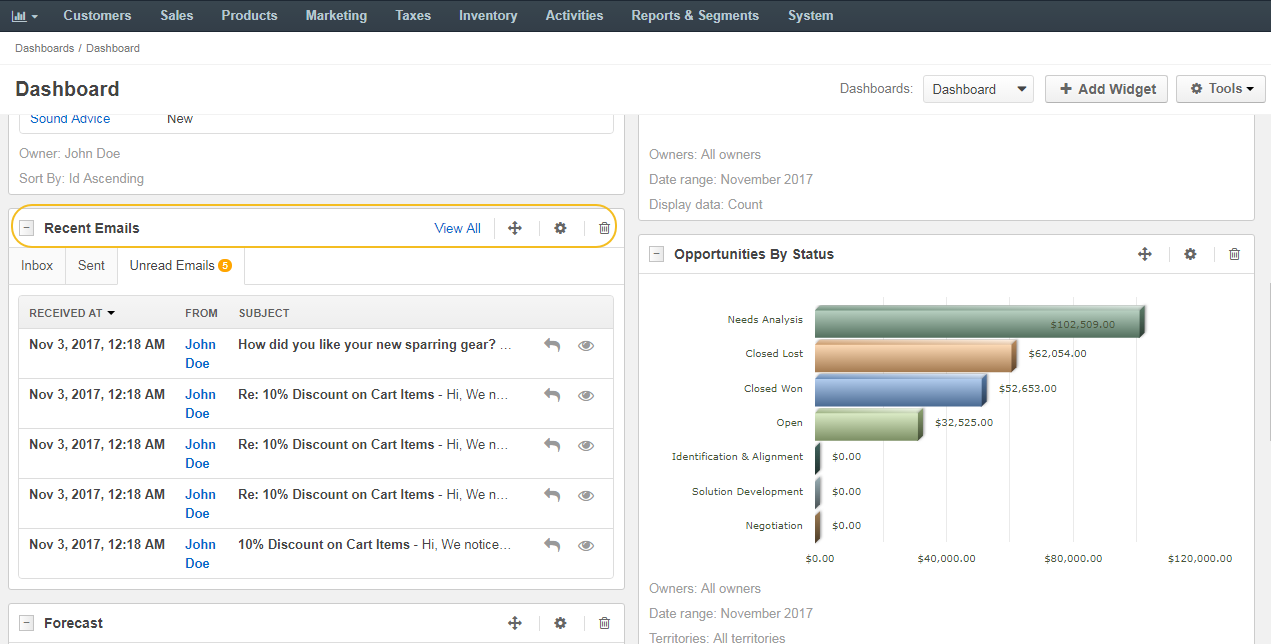 Customers Sales Products Marketing Taxes Inventory Activities Reports & Segments System
Dashboards / Dashboard
Dashboard
Dashboards: Dashboard Add Widget Tools
Sound Advice New
Owner: John Doe
Sort By: Id Ascending
Recent Emails View All
Inbox Sent Unread Emails 5
RECEIVED AT FROM SUBJECT
Nov 3, 2017, 12:18 AM John Doe How did you like your new sparring gear? ...
Nov 3, 2017, 12:18 AM John Doe Re: 10% Discount on Cart Items - Hi, We n...
Nov 3, 2017, 12:18 AM John Doe Re: 10% Discount on Cart Items - Hi, We n...
Nov 3, 2017, 12:18 AM John Doe Re: 10% Discount on Cart Items - Hi, We n...
Nov 3, 2017, 12:18 AM John Doe 10% Discount on Cart Items - Hi, We notice...
Forecast
Owners: All owners
Date range: November 2017
Display data: Count
Opportunities By Status
Needs Analysis $102,509.00
Closed Lost $62,054.00
Closed Won $52,653.00
Open $32,525.00
Identification & Alignment $0.00
Solution Development $0.00
Negotiation $0.00
$0.00 $40,000.00 $80,000.00 $120,000.00
Owners: All owners
Date range: November 2017
Territories: All territories